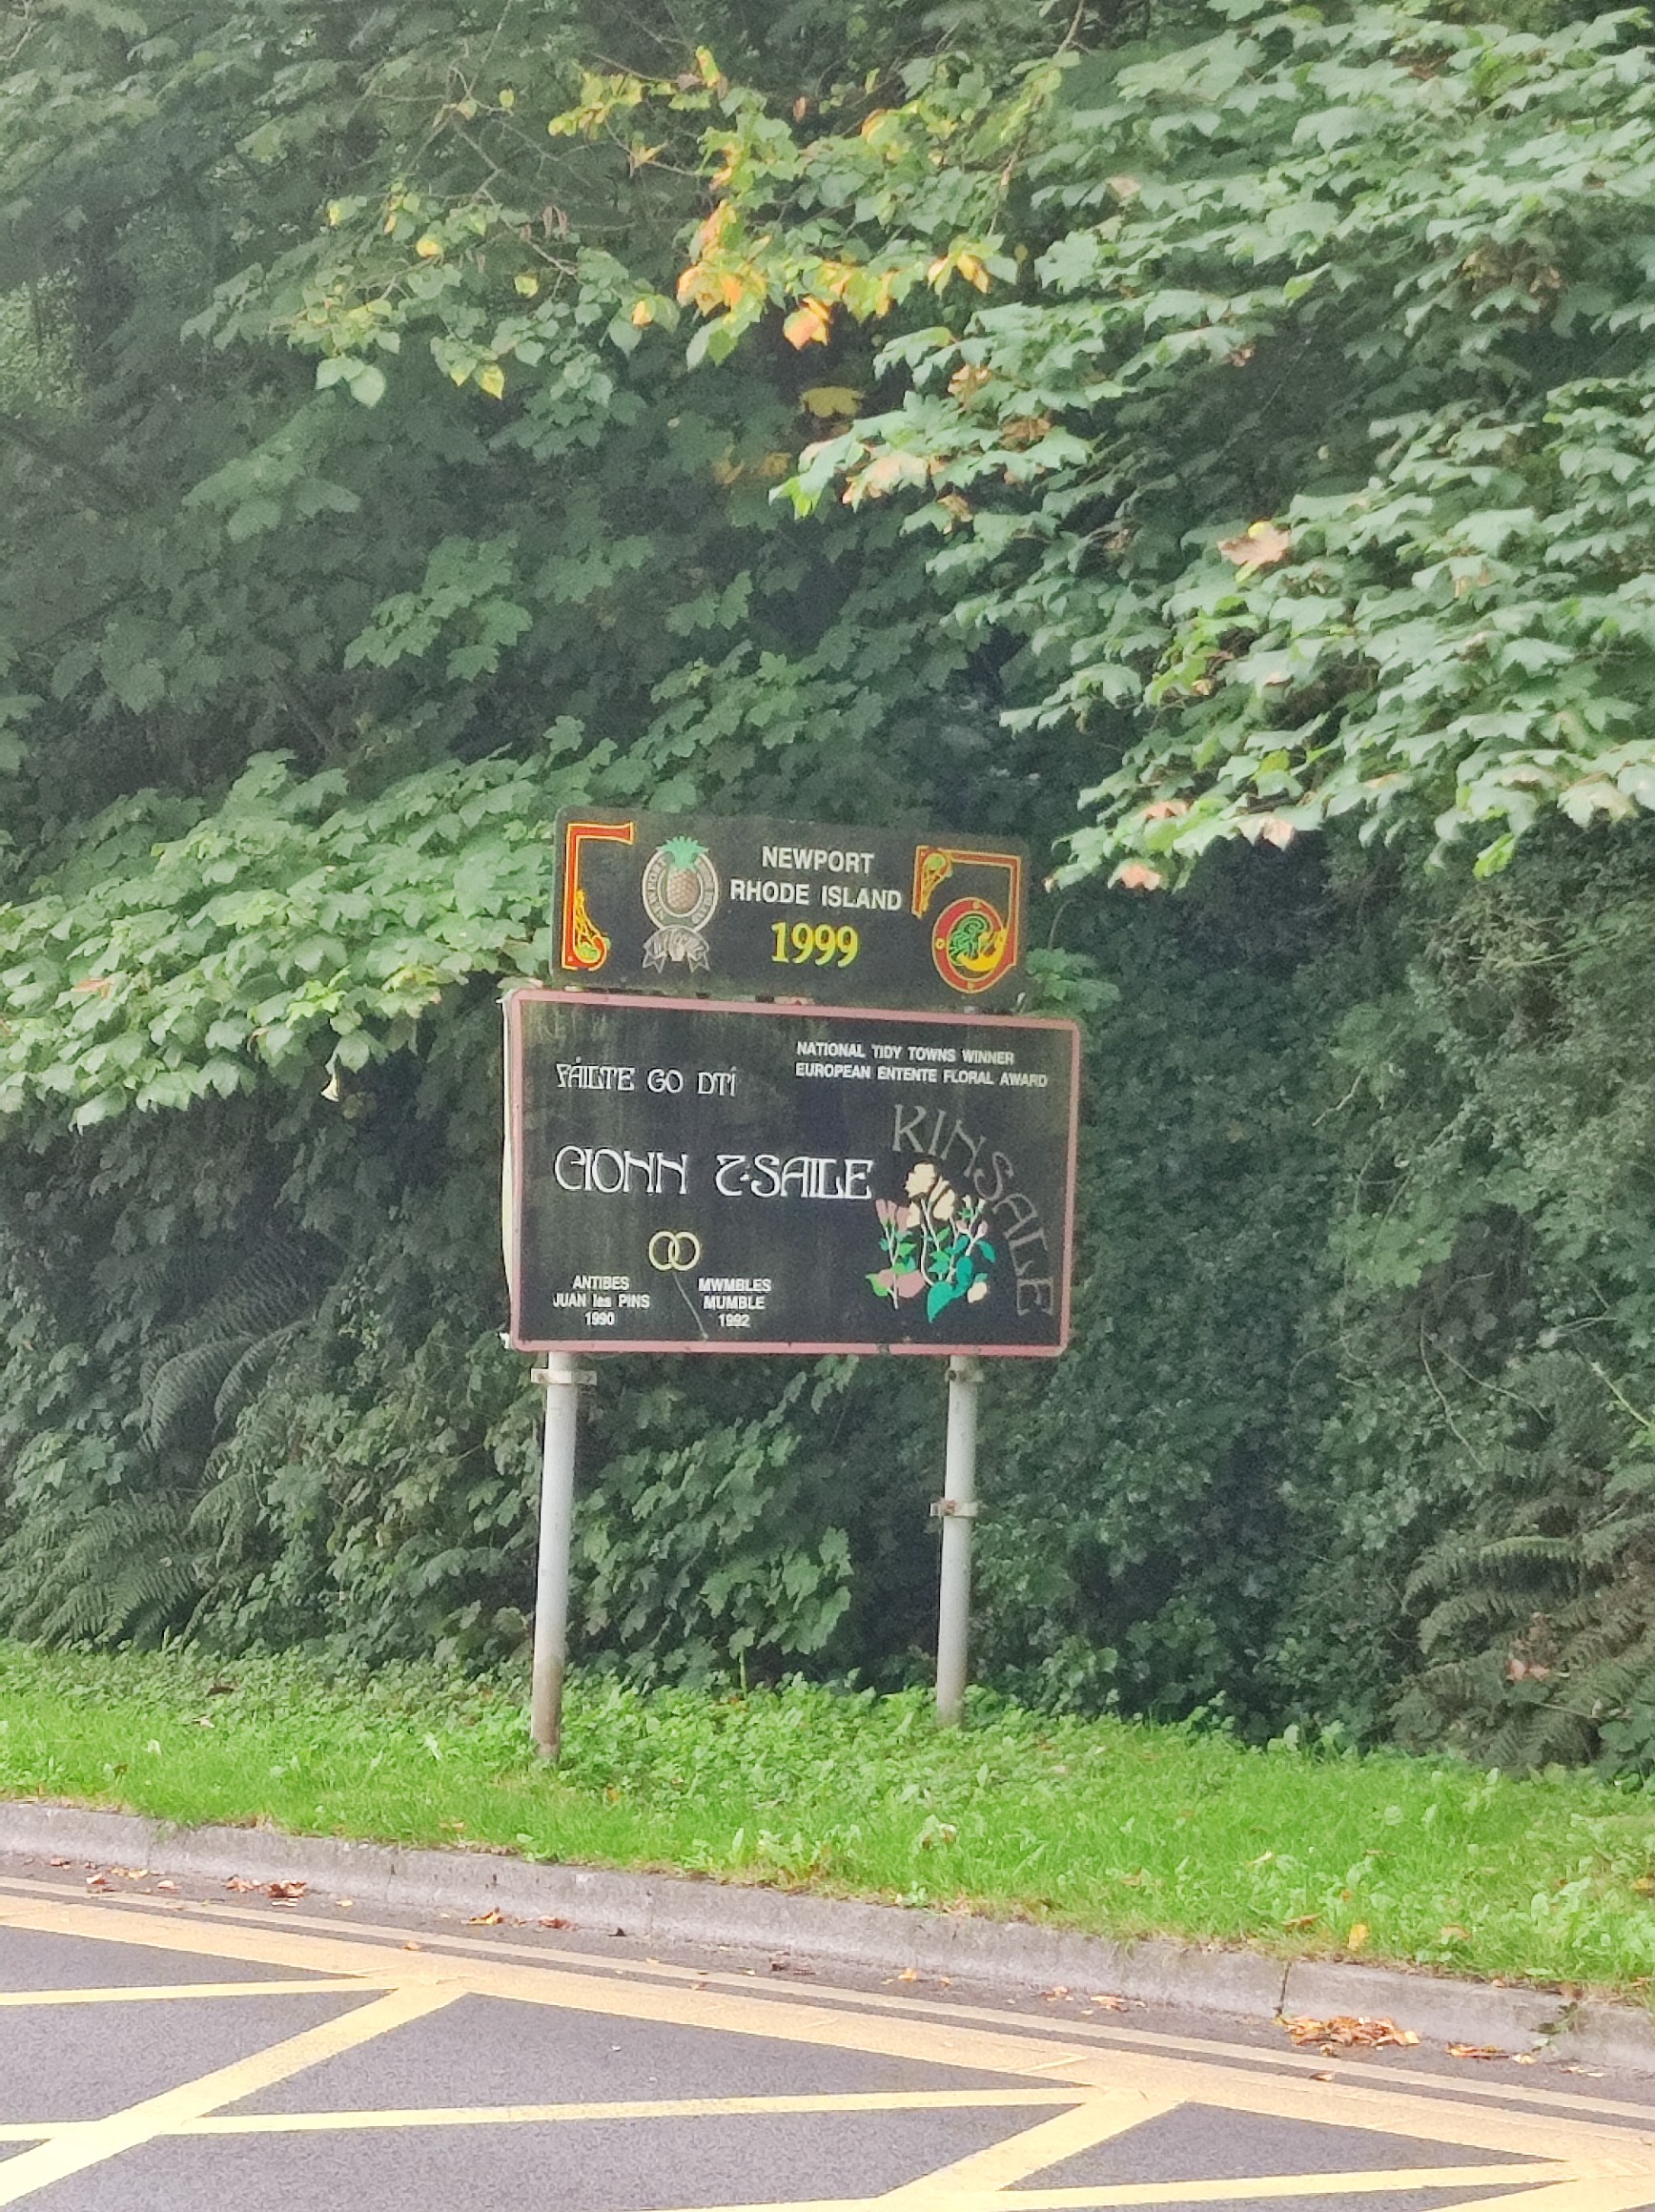 NEWPORT
RHODE ISLAND
1999
NATIONAL TIDY TOWNS WINNER
EUROPEAN ENTENTE FLORAL AWARD
FÁILTE GO DTÍ
CIONN T-SAILE
KINSALE
ANTIBES
JUAN les PINS
1990
MWMBLES
MUMBLE
1992